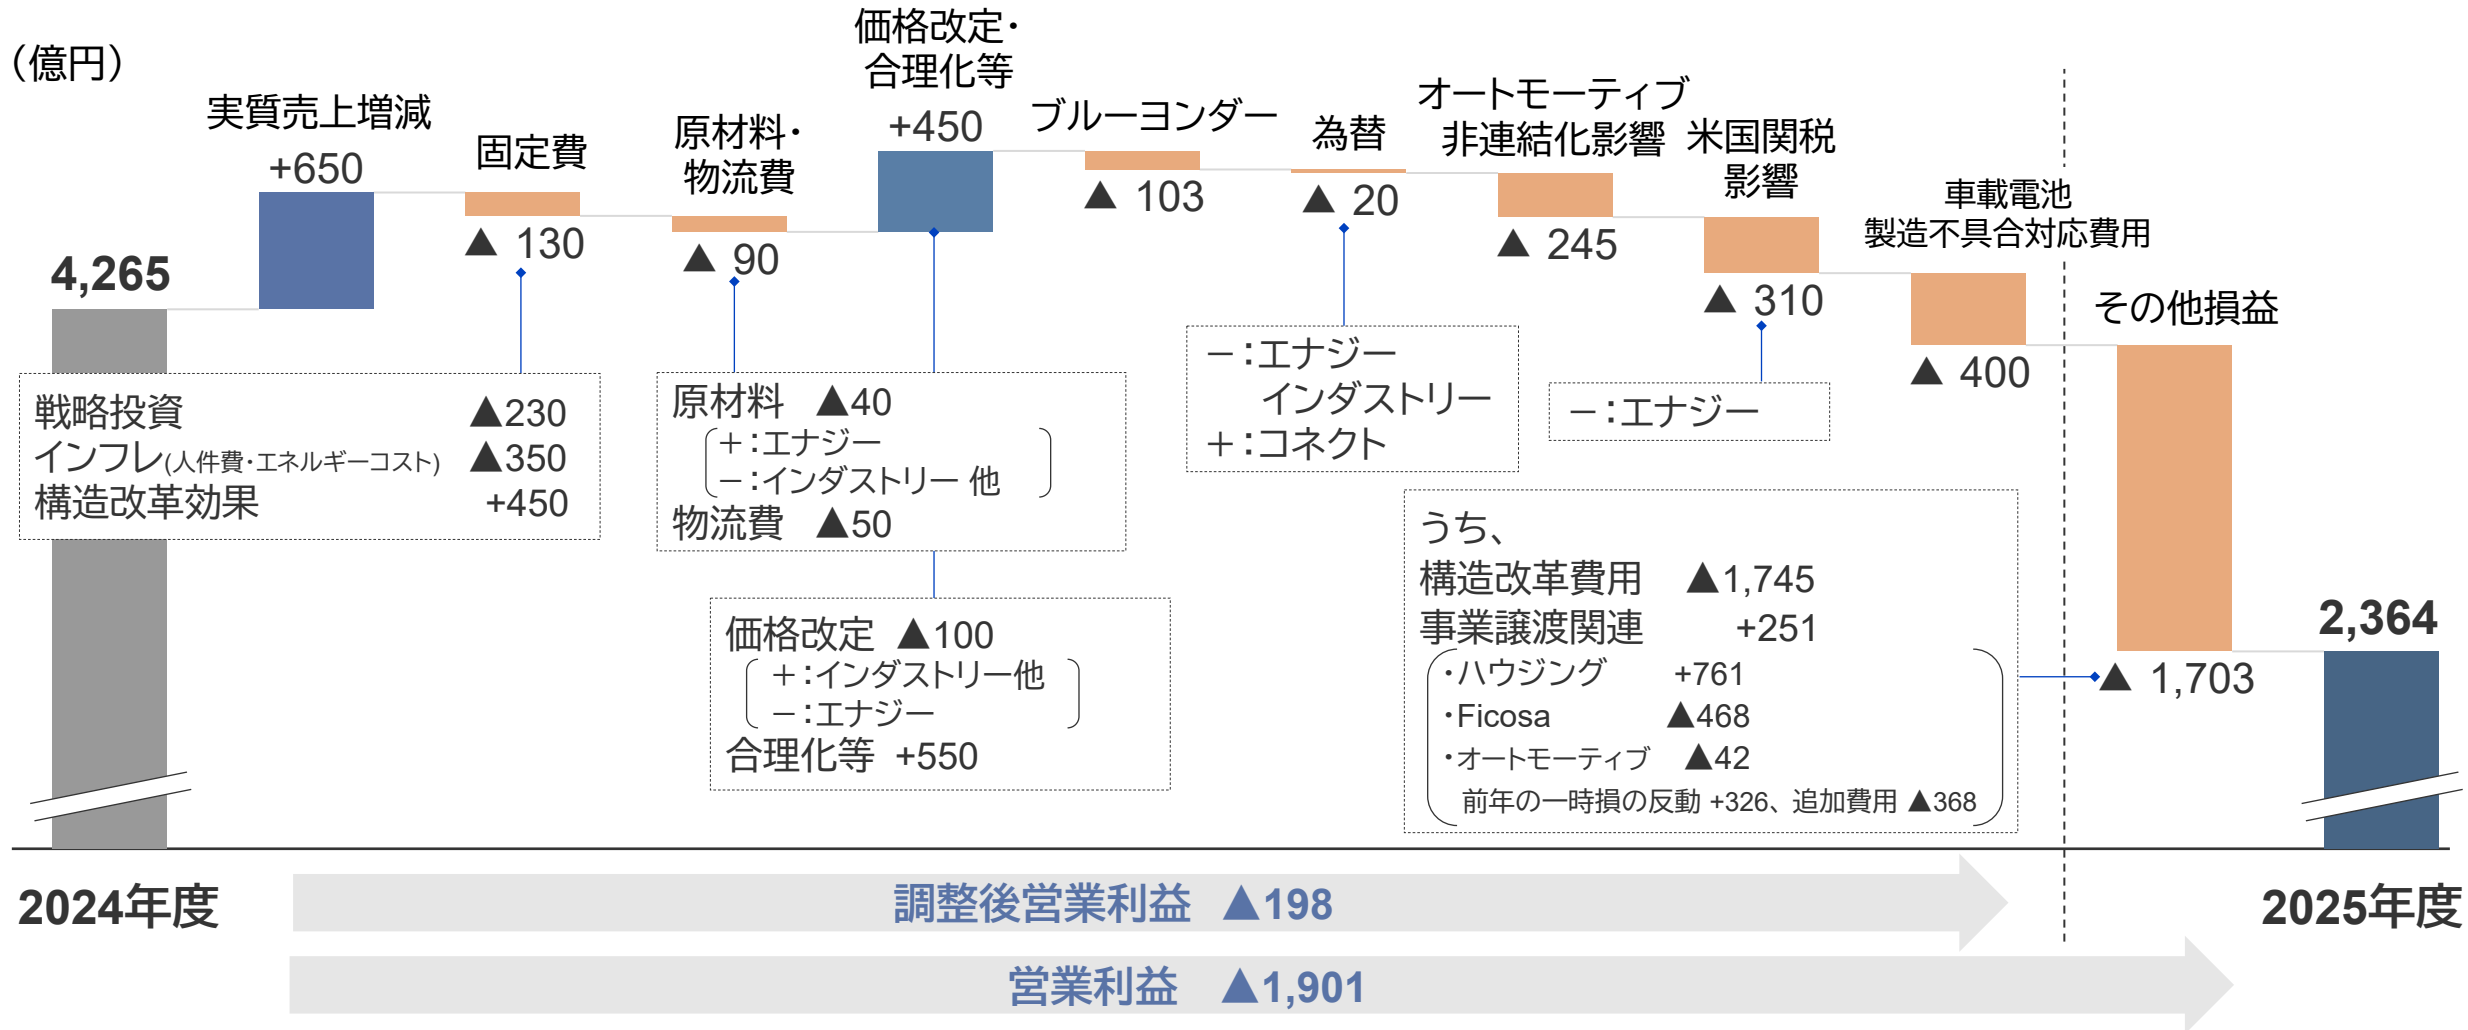 （億円）
4,265
実質売上増減
+650
固定費
▲ 130
原材料・
物流費
▲ 90
価格改定・
合理化等
+450
ブルーヨンダー
▲ 103
為替
▲ 20
オートモーティブ
非連結化影響
▲ 245
米国関税
影響
▲ 310
車載電池
製造不具合対応費用
▲ 400
その他損益
▲ 1,703
2,364
戦略投資 ▲230
インフレ(人件費・エネルギーコスト) ▲350
構造改革効果 +450
原材料 ▲40
＋：エナジー
－：インダストリー 他
物流費 ▲50
価格改定 ▲100
＋：インダストリー他
－：エナジー
合理化等 +550
－：エナジー
インダストリー
＋：コネクト
－：エナジー
うち、
構造改革費用 ▲1,745
事業譲渡関連 +251
・ハウジング +761
・Ficosa ▲468
・オートモーティブ ▲42
前年の一時損の反動 +326、追加費用 ▲368
2024年度
2025年度
調整後営業利益 ▲198
営業利益 ▲1,901